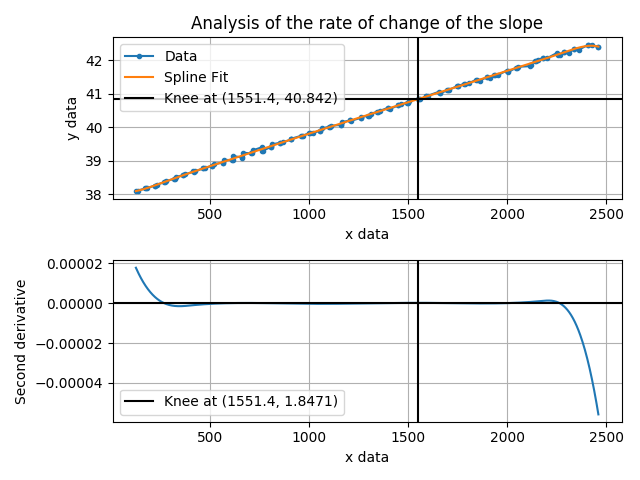 Analysis of the rate of change of the slope
Data
Spline Fit
Knee at (1551.4, 40.842)
42
41
40
39
38
y data
500
1000
1500
2000
2500
x data
0.00002
0.00000
−0.00002
−0.00004
Second derivative
Knee at (1551.4, 1.8471)
500
1000
1500
2000
2500
x data